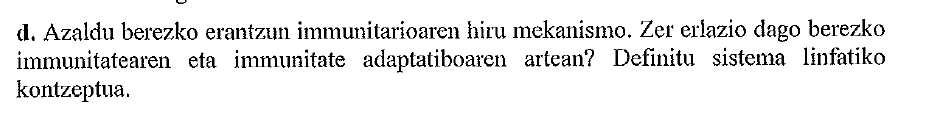 d. Azaldu berezko erantzun immunitarioaren hiru mekanismo. Zer erlazio dago berezko
immunitatearen eta immunitate adaptatiboaren artean? Definitu sistema linfatiko
kontzeptua.